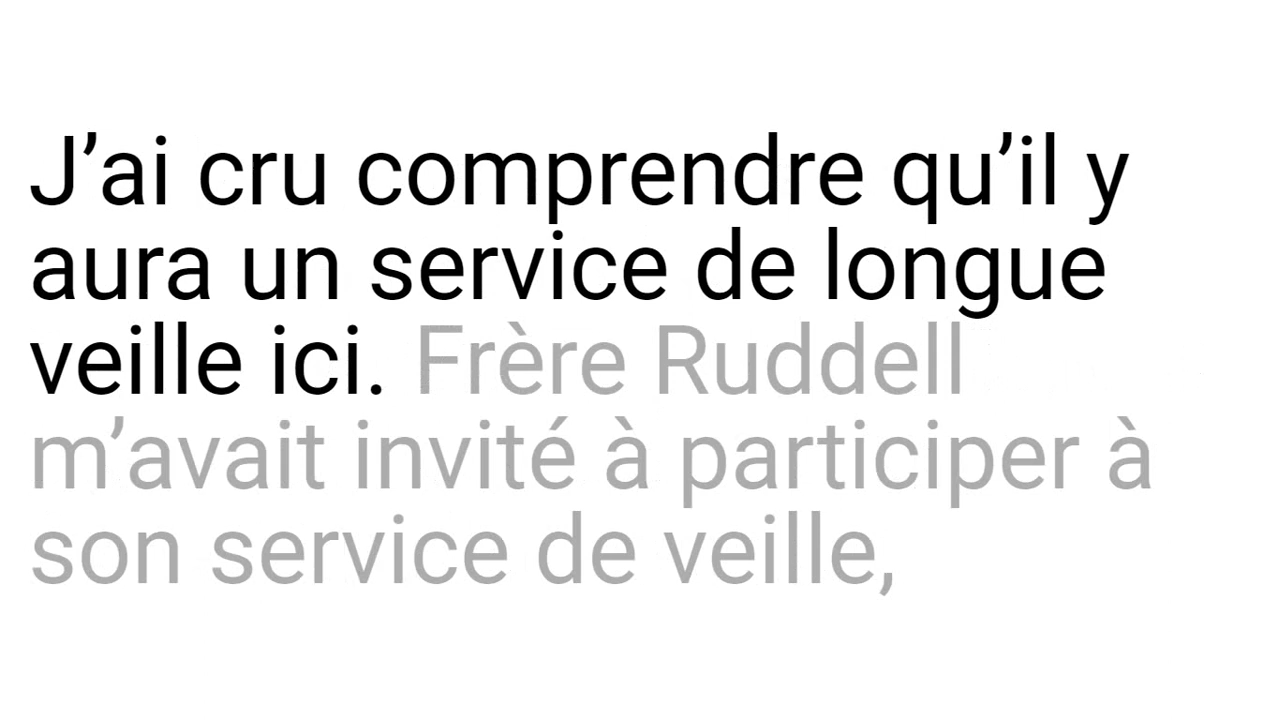 J’ai cru comprendre qu’il y
aura un service de longue
veille ici. Frère Ruddell
m’avait invité à participer à
son service de veille,